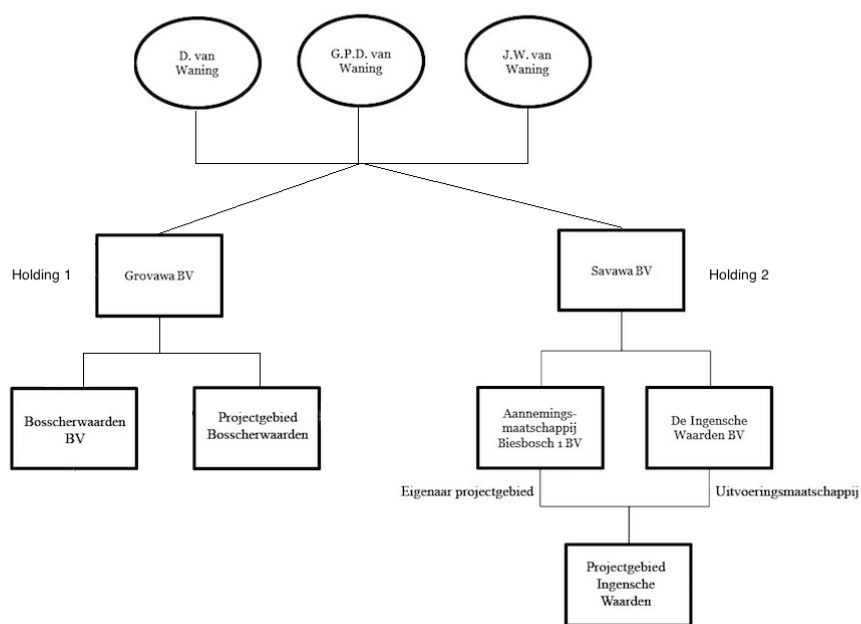 D. van
Waning
G.P.D. van
Waning
J.W. van
Waning
Holding 1
Grovawa BV
Savawa BV
Holding 2
Bosscherwaarden
BV
Projectgebied
Bosscherwaarden
Aannemings-
maatschappij
Biesbosch 1 BV
De Ingensche
Waarden BV
Eigenaar projectgebied
Uitvoeringsmaatschappij
Projectgebied
Ingensche
Waarden